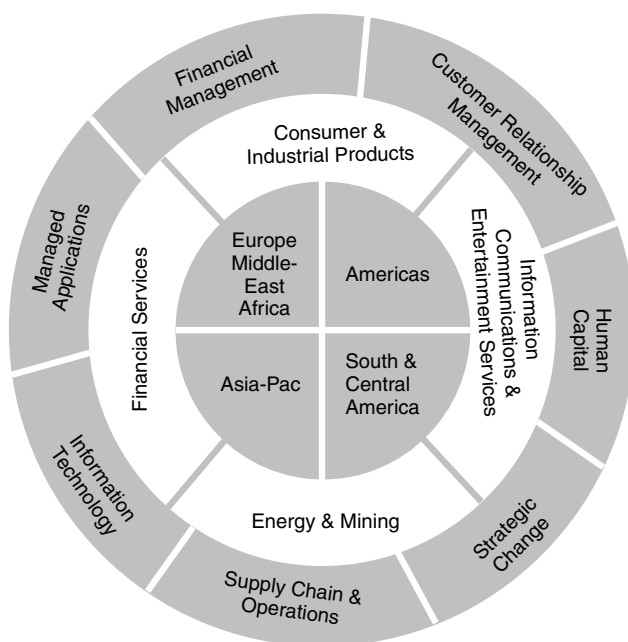 Financial
Management
Customer Relationship
Management
Human
Capital
Strategic
Change
Supply Chain &
Operations
Information
Technology
Managed
Applications
Consumer &
Industrial Products
Information
Communications &
Entertainment Services
Energy & Mining
Financial Services
Europe
Middle-
East
Africa
Americas
Asia-Pac
South &
Central
America